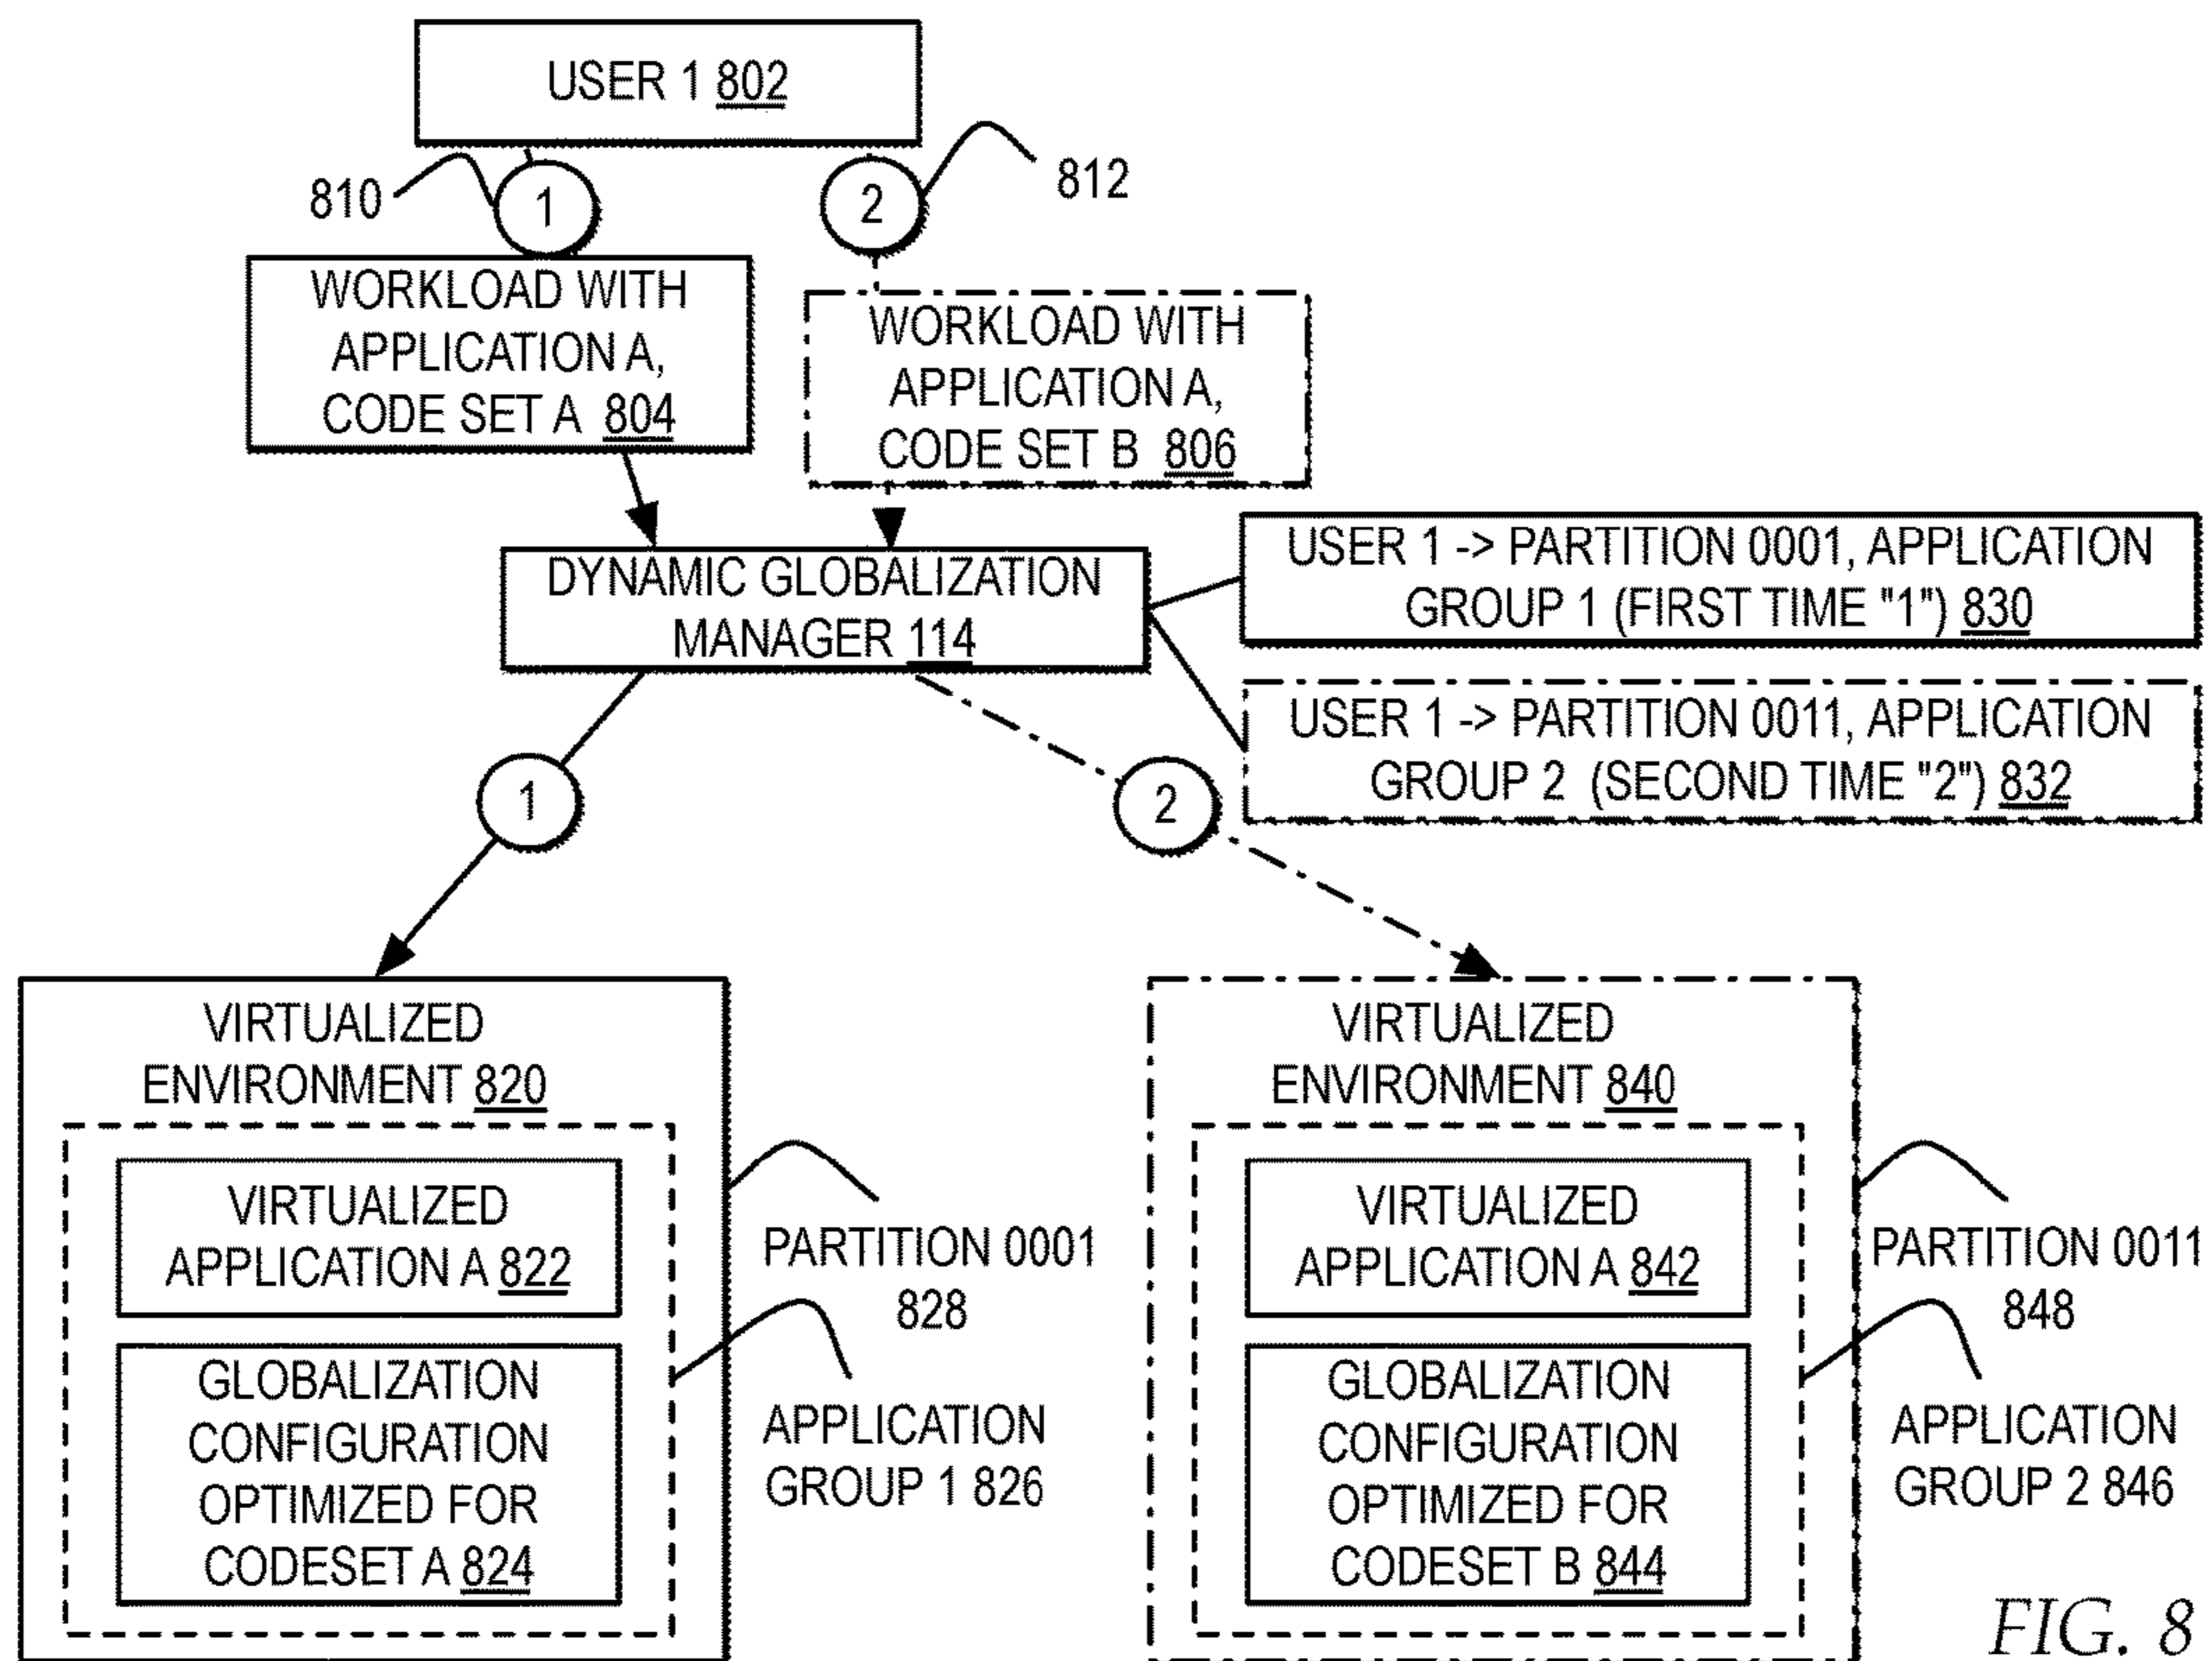 USER 1 802
810
1
2
812
WORKLOAD WITH
APPLICATION A,
CODE SET A 804
WORKLOAD WITH
APPLICATION A,
CODE SET B 806
DYNAMIC GLOBALIZATION
MANAGER 114
USER 1 -> PARTITION 0001, APPLICATION
GROUP 1 (FIRST TIME "1") 830
USER 1 -> PARTITION 0011, APPLICATION
GROUP 2 (SECOND TIME "2") 832
1
2
VIRTUALIZED
ENVIRONMENT 820
VIRTUALIZED
APPLICATION A 822
GLOBALIZATION
CONFIGURATION
OPTIMIZED FOR
CODESET A 824
PARTITION 0001
828
APPLICATION
GROUP 1 826
VIRTUALIZED
ENVIRONMENT 840
VIRTUALIZED
APPLICATION A 842
GLOBALIZATION
CONFIGURATION
OPTIMIZED FOR
CODESET B 844
PARTITION 0011
848
APPLICATION
GROUP 2 846
FIG. 8